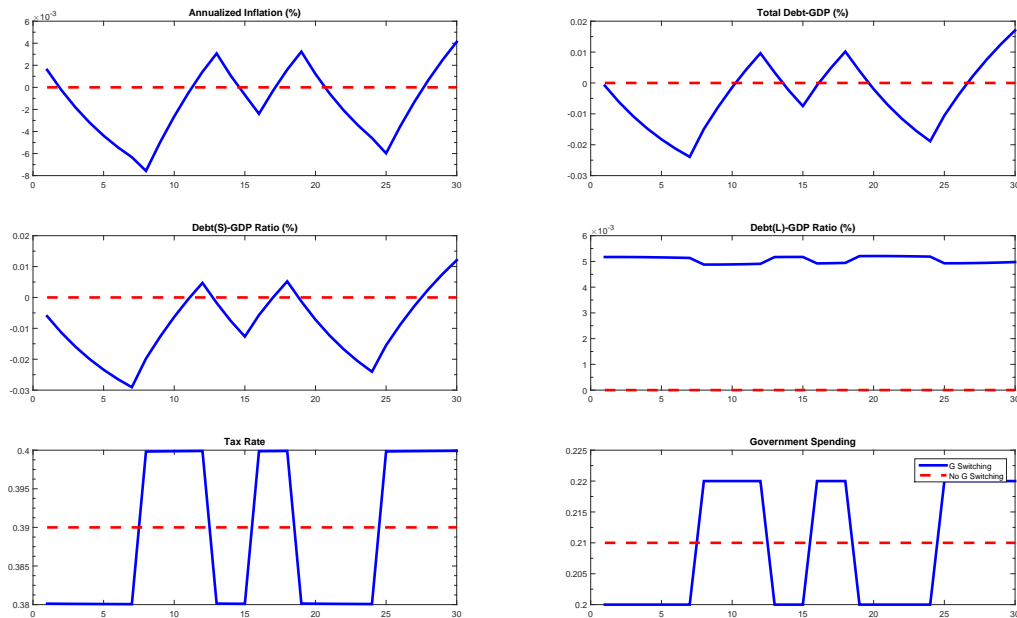 Annualized Inflation (%)
×10⁻³
6
4
2
0
-2
-4
-6
-8
0 5 10 15 20 25 30
Total Debt-GDP (%)
0.02
0.01
0
-0.01
-0.02
-0.03
0 5 10 15 20 25 30
Debt(S)-GDP Ratio (%)
0.02
0.01
0
-0.01
-0.02
-0.03
0 5 10 15 20 25 30
Debt(L)-GDP Ratio (%)
×10⁻³
6
5
4
3
2
1
0
0 5 10 15 20 25 30
Tax Rate
0.4
0.395
0.39
0.385
0.38
0 5 10 15 20 25 30
Government Spending
0.225
0.22
0.215
0.21
0.205
0.2
0 5 10 15 20 25 30
G Switching
No G Switching